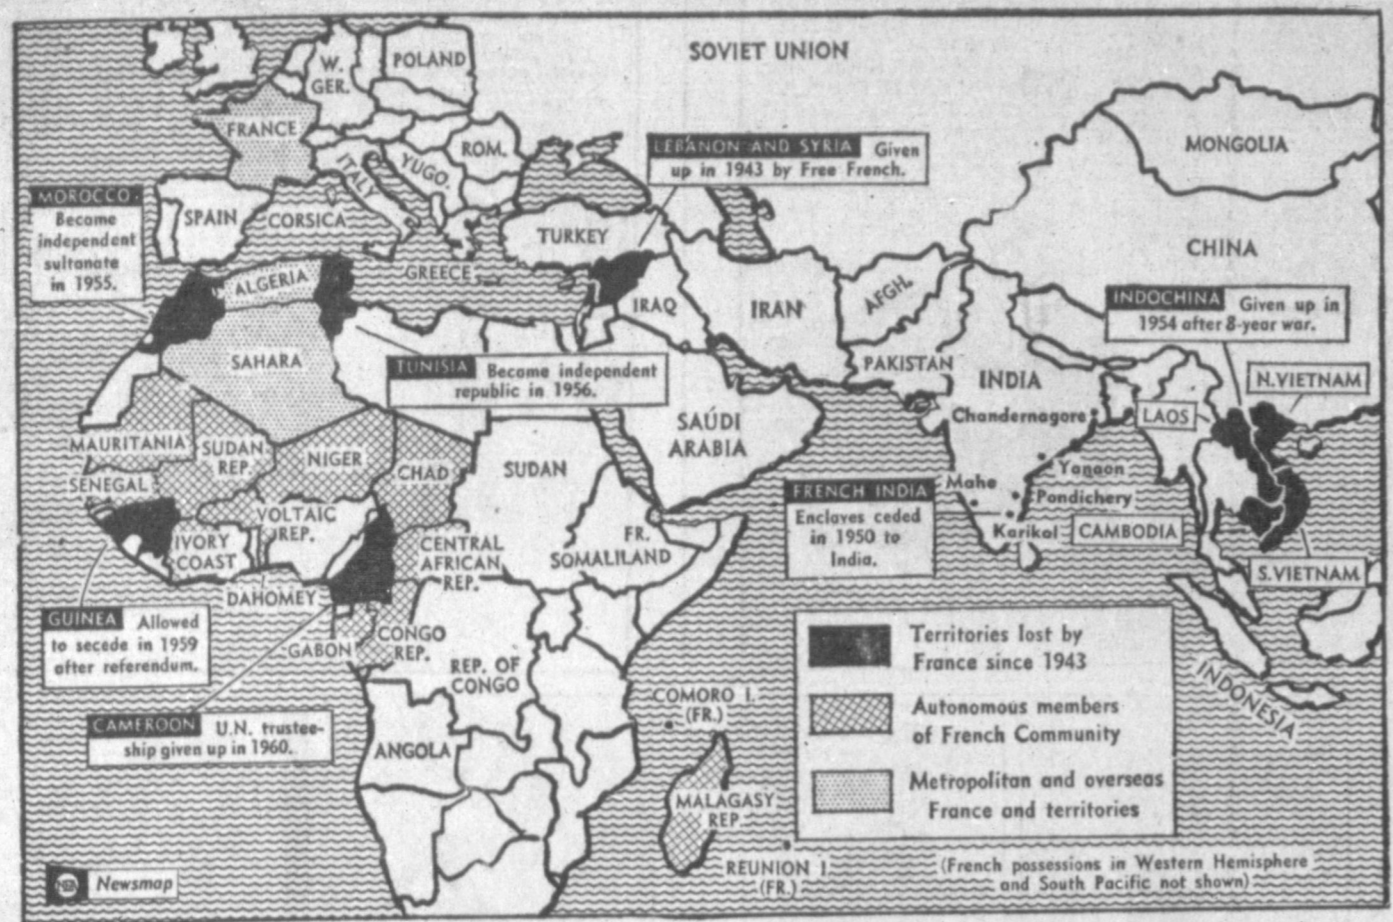 SOVIET UNION
POLAND
W.
GER.
FRANCE
ROM.
ITALY
YUGO.
MONGOLIA
LEBANON AND SYRIA Given
up in 1943 by Free French.
MOROCCO
Become
independent
sultanate
in 1955.
SPAIN
CORSICA
TURKEY
GREECE
CHINA
ALGERIA
IRAQ
IRAN
AFGH.
INDOCHINA Given up in
1954 after 8-year war.
SAHARA
TUNISIA Become independent
republic in 1956.
PAKISTAN
INDIA
N.VIETNAM
Chandernagore
LAOS
SAUDI
ARABIA
MAURITANIA
SUDAN
REP.
NIGER
CHAD
SUDAN
SENEGAL
Yanaon
Mahe
Pondichery
FRENCH INDIA
Enclaves ceded
in 1950 to
India.
Karikal
CAMBODIA
VOLTAIC
REP.
IVORY
COAST
FR.
SOMALILAND
CENTRAL
AFRICAN
REP.
S.VIETNAM
DAHOMEY
GUINEA Allowed
to secede in 1959
after referendum.
GABON
CONGO
REP.
REP. OF
CONGO
Territories lost by
France since 1943
INDONESIA
COMORO I.
(FR.)
Autonomous members
of French Community
CAMEROON U.N. trustee-
ship given up in 1960.
ANGOLA
Metropolitan and overseas
France and territories
MALAGASY
REP.
REUNION I.
(FR.)
(French possessions in Western Hemisphere
and South Pacific not shown)
NEA Newsmap